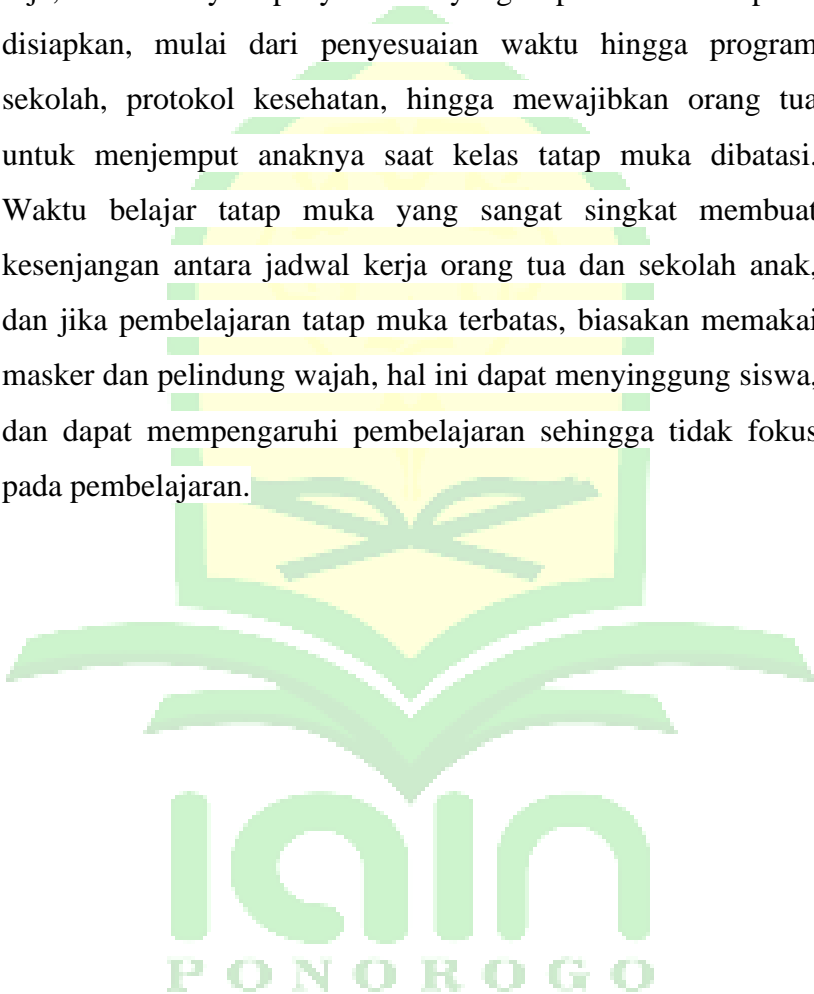 disiapkan, mulai dari penyesuaian waktu hingga program
sekolah, protokol kesehatan, hingga mewajibkan orang tua
untuk menjemput anaknya saat kelas tatap muka dibatasi.
Waktu belajar tatap muka yang sangat singkat membuat
kesenjangan antara jadwal kerja orang tua dan sekolah anak,
dan jika pembelajaran tatap muka terbatas, biasakan memakai
masker dan pelindung wajah, hal ini dapat menyinggung siswa,
dan dapat mempengaruhi pembelajaran sehingga tidak fokus
pada pembelajaran.
iain
PONOROGO